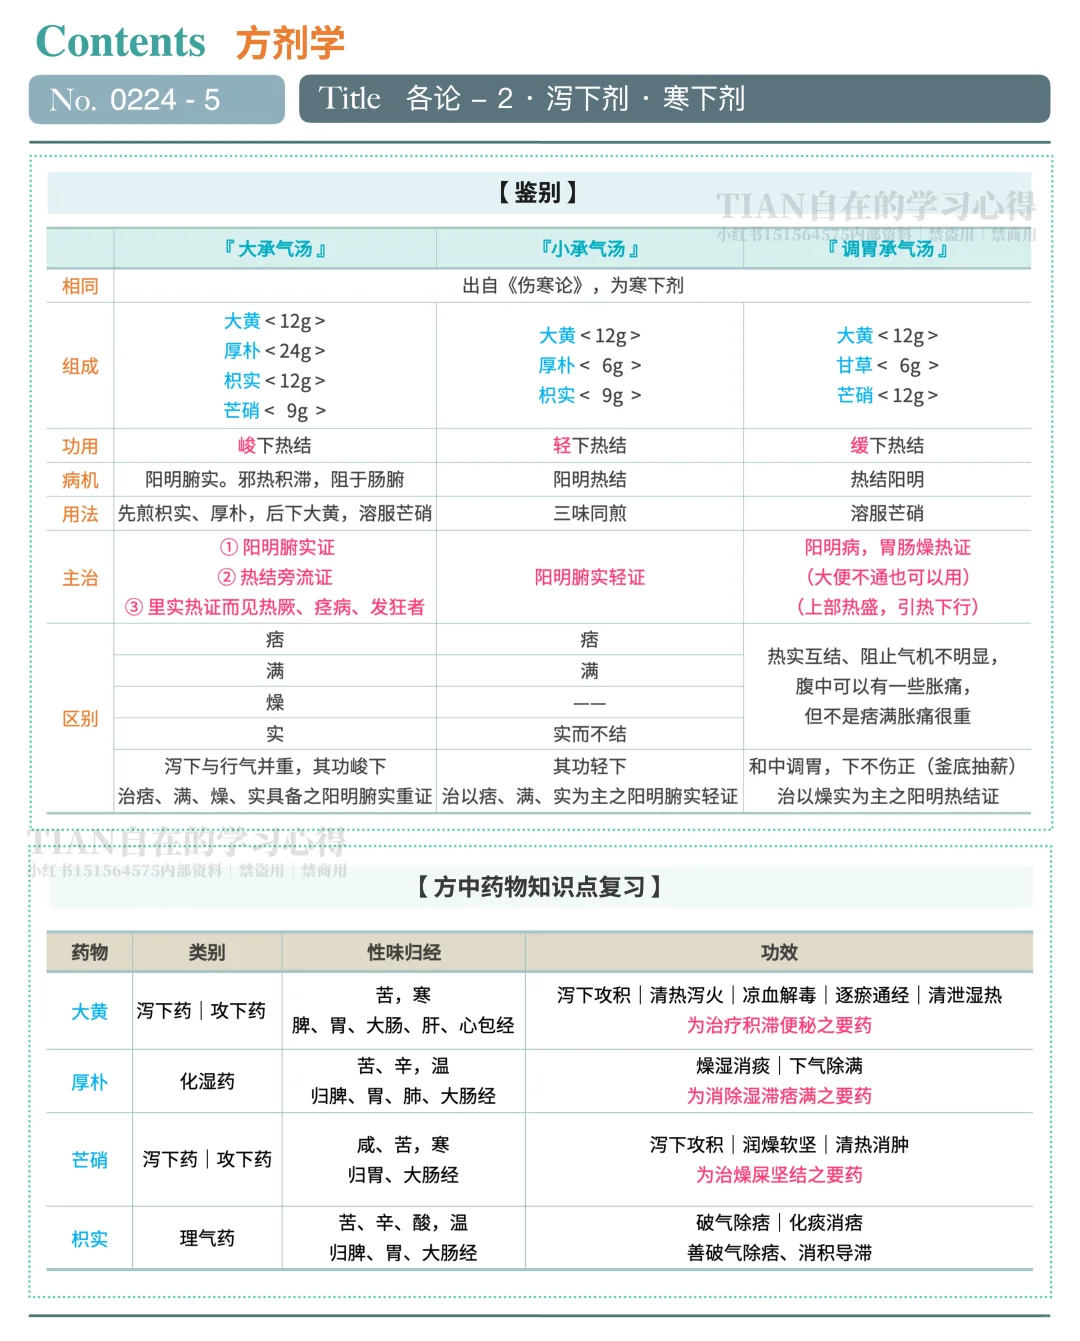 Contents 方剂学
No. 0224 - 5
Title 各论 – 2 · 泻下剂 · 寒下剂
【鉴别】
TIAN自在的学习心得
小红书151564575内部资料｜禁盗用｜禁商用
『大承气汤』 『小承气汤』 『调胃承气汤』
相同 出自《伤寒论》，为寒下剂
组成
大黄 < 12g >
厚朴 < 24g >
枳实 < 12g >
芒硝 < 9g >
大黄 < 12g >
厚朴 < 6g >
枳实 < 9g >
大黄 < 12g >
甘草 < 6g >
芒硝 < 12g >
功用 峻下热结 轻下热结 缓下热结
病机 阳明腑实。邪热积滞，阻于肠腑 阳明热结 热结阳明
用法 先煎枳实、厚朴，后下大黄，溶服芒硝 三味同煎 溶服芒硝
主治
① 阳明腑实证
② 热结旁流证
③ 里实热证而见热厥、痉病、发狂者
阳明腑实轻证
阳明病，胃肠燥热证
（大便不通也可以用）
（上部热盛，引热下行）
区别
痞 痞
满 满
燥 ——
实 实而不结
热实互结、阻止气机不明显，
腹中可以有一些胀痛，
但不是痞满胀痛很重
泻下与行气并重，其功峻下
治痞、满、燥、实具备之阳明腑实重证
其功轻下
治以痞、满、实为主之阳明腑实轻证
和中调胃，下不伤正（釜底抽薪）
治以燥实为主之阳明热结证
TIAN自在的学习心得
小红书151564575内部资料｜禁盗用｜禁商用
【方中药物知识点复习】
药物 类别 性味归经 功效
大黄 泻下药｜攻下药
苦，寒
脾、胃、大肠、肝、心包经
泻下攻积｜清热泻火｜凉血解毒｜逐瘀通经｜清泄湿热
为治疗积滞便秘之要药
厚朴 化湿药
苦、辛，温
归脾、胃、肺、大肠经
燥湿消痰｜下气除满
为消除湿滞痞满之要药
芒硝 泻下药｜攻下药
咸、苦，寒
归胃、大肠经
泻下攻积｜润燥软坚｜清热消肿
为治燥屎坚结之要药
枳实 理气药
苦、辛、酸，温
归脾、胃、大肠经
破气除痞｜化痰消痞
善破气除痞、消积导滞